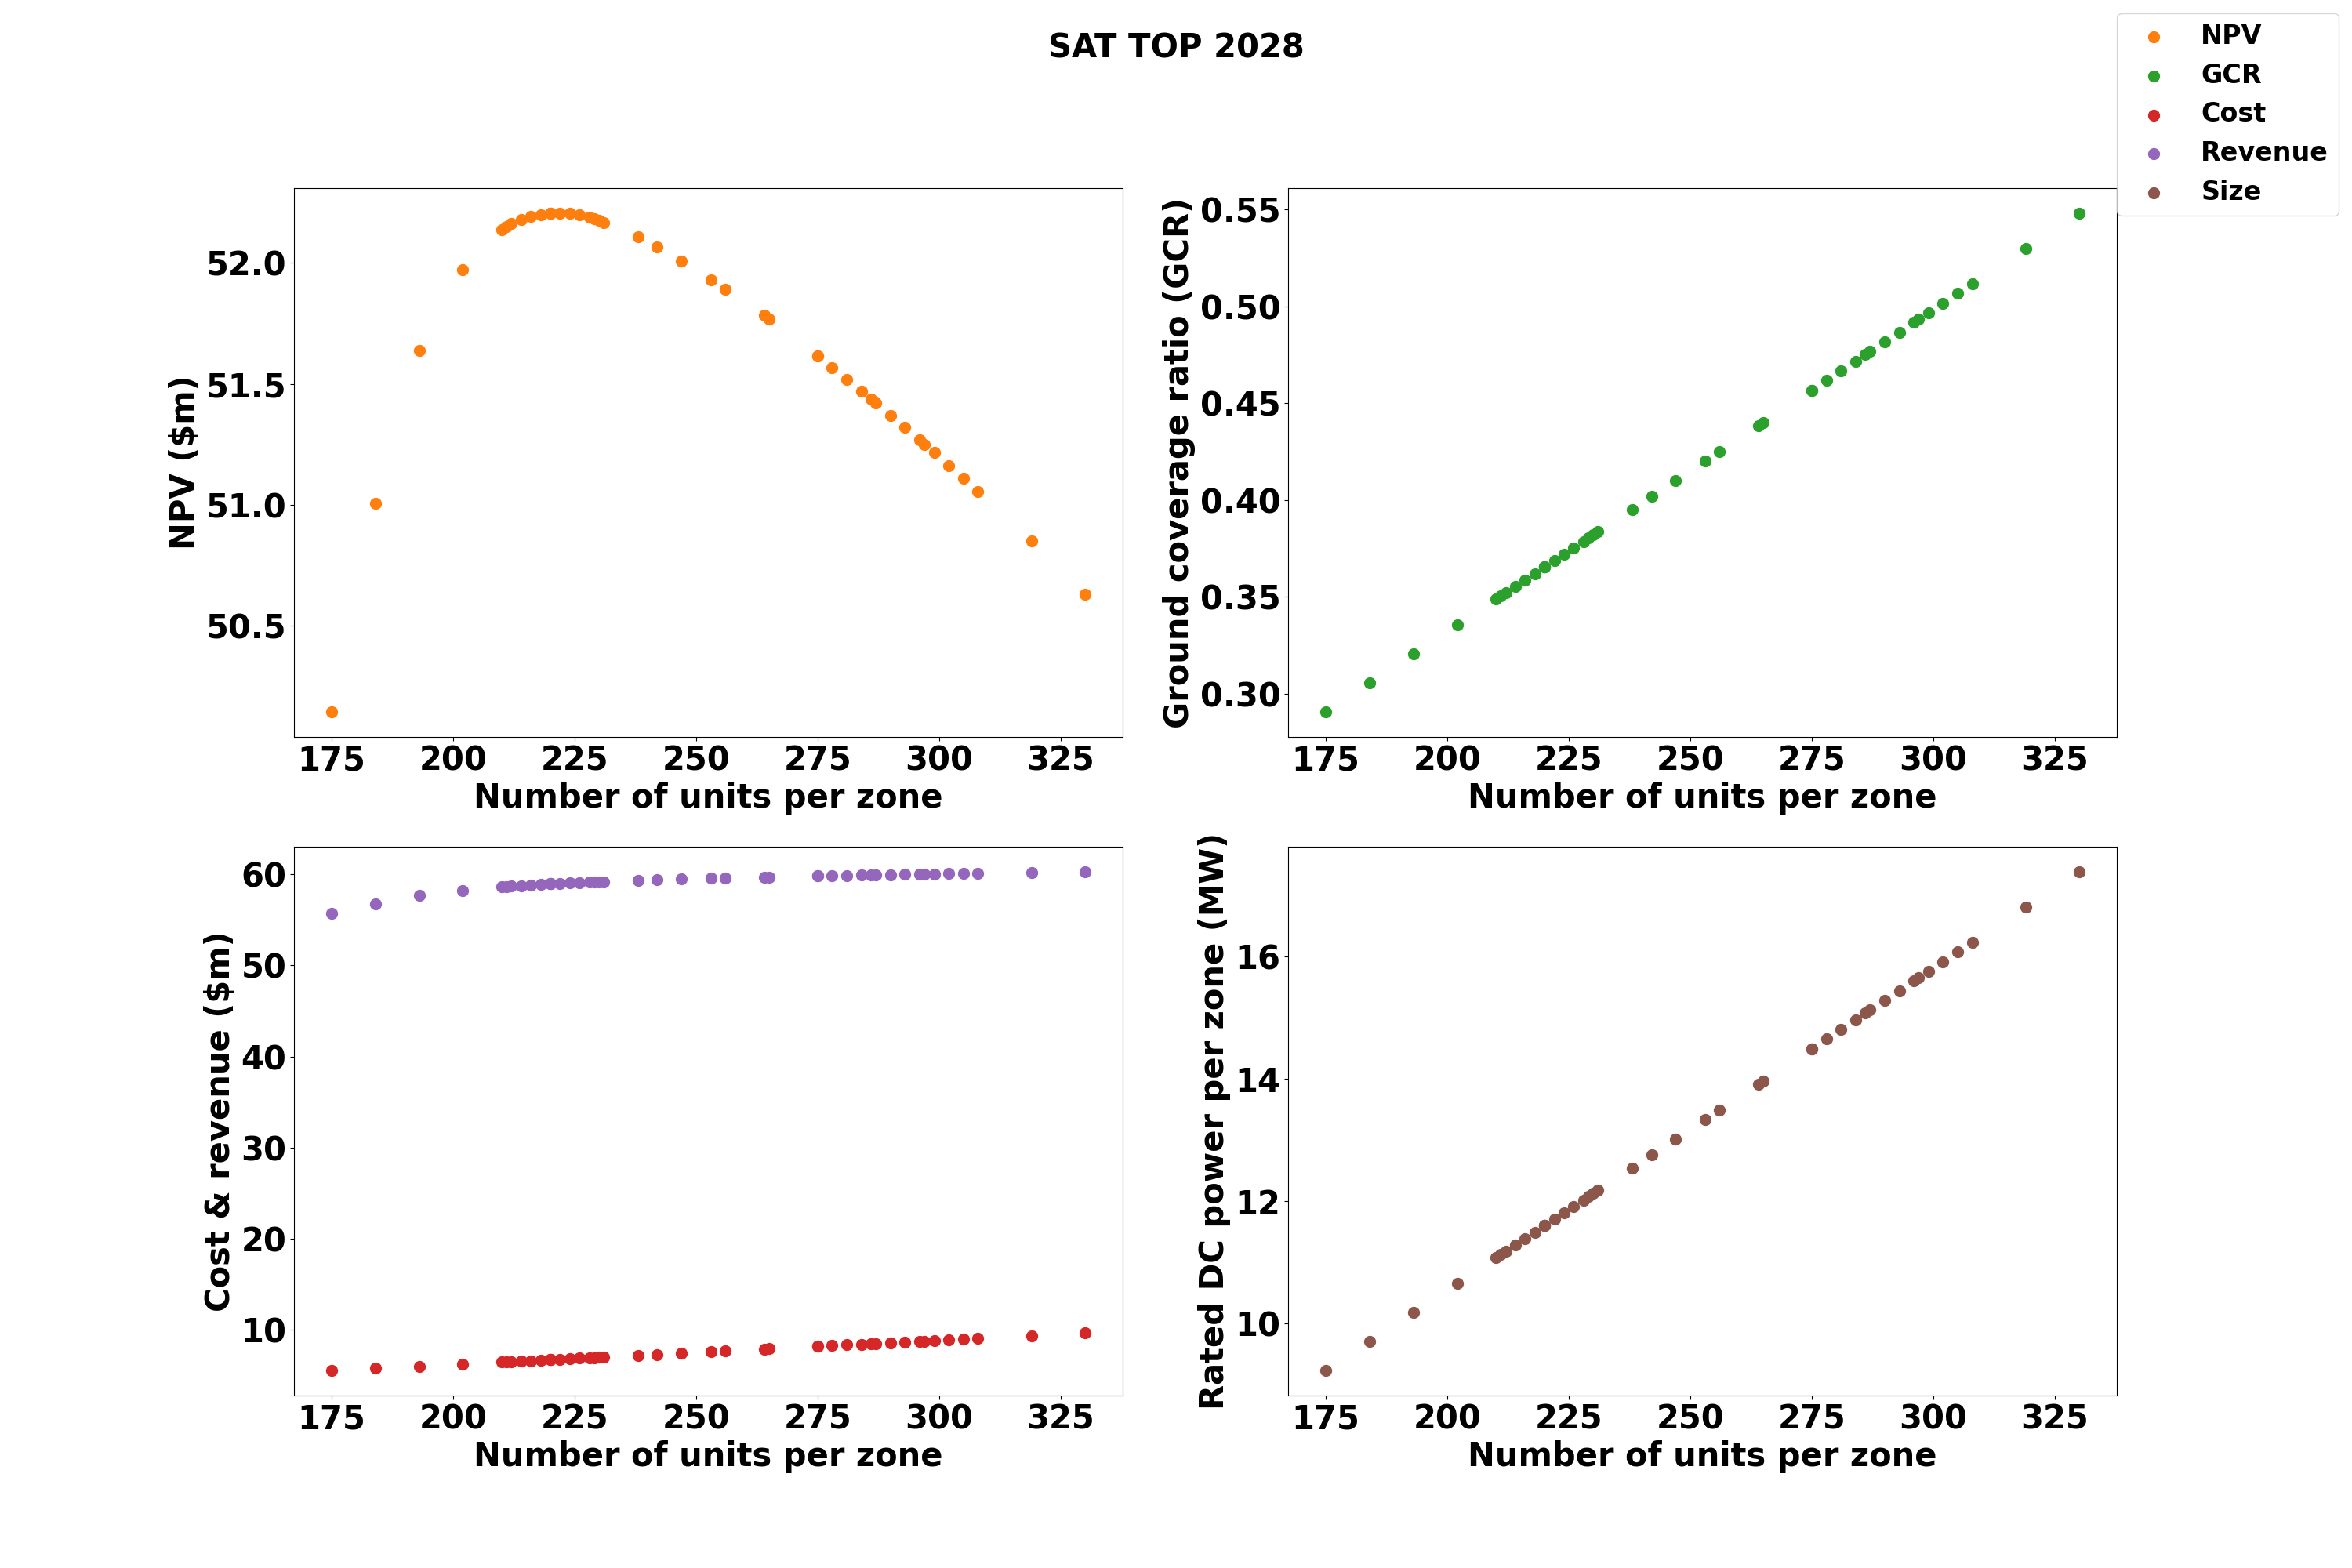 SAT TOP 2028
NPV
GCR
Cost
Revenue
Size
NPV ($m)
52.0
51.5
51.0
50.5
175 200 225 250 275 300 325
Number of units per zone
Ground coverage ratio (GCR)
0.55
0.50
0.45
0.40
0.35
0.30
175 200 225 250 275 300 325
Number of units per zone
Cost & revenue ($m)
60
50
40
30
20
10
175 200 225 250 275 300 325
Number of units per zone
Rated DC power per zone (MW)
16
14
12
10
175 200 225 250 275 300 325
Number of units per zone